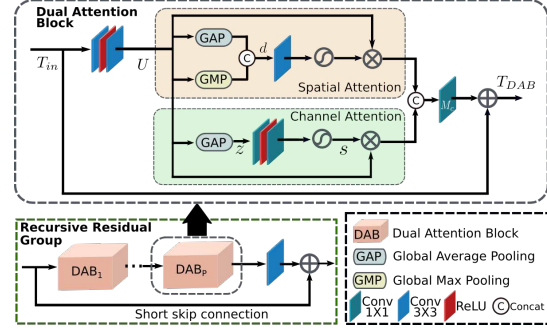 Dual Attention
Block
T_in
U
GAP
GMP
C
d
Spatial Attention
Channel Attention
GAP
z
s
C
M_c
T_DAB
Recursive Residual
Group
DAB_1
DAB_P
Short skip connection
DAB Dual Attention Block
GAP Global Average Pooling
GMP Global Max Pooling
Conv
1X1
Conv
3X3
ReLU
C Concat